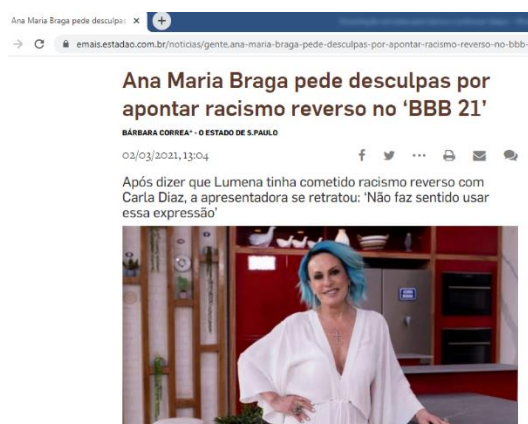 Ana Maria Braga pede desculpas
emais.estadao.com.br/noticias/gente,ana-maria-braga-pede-desculpas-por-apontar-racismo-reverso-no-bbb-
Ana Maria Braga pede desculpas por
apontar racismo reverso no ‘BBB 21’
BÁRBARA CORREA* - O ESTADO DE S.PAULO
02/03/2021, 13:04
Após dizer que Lumena tinha cometido racismo reverso com
Carla Diaz, a apresentadora se retratou: ‘Não faz sentido usar
essa expressão’